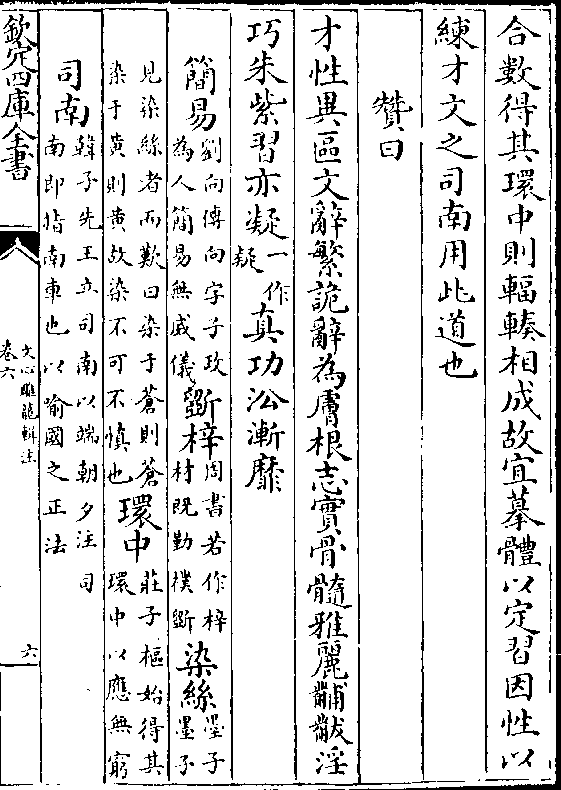 合數得其環中則輻輳相成故宜摹體以定習因性以
練才文之司南用此道也
贊曰
才性異區文辭繁詭辭為膚根志實骨髓雅麗黼黻淫
巧朱紫習亦凝一作疑真功沿漸靡
簡易劉向傳向字子政為人簡易無威儀斵梓周書若作梓材既勤樸斵染絲墨子墨子
見染絲者而歎曰染于蒼則蒼染于黄則黄故染不可不慎也環中莊子樞始得其環中以應無窮
司南韓子先王立司南以端朝夕注司南即指南車也以喻國之正法
欽定四庫全書
文心雕龍輯注
卷六
六